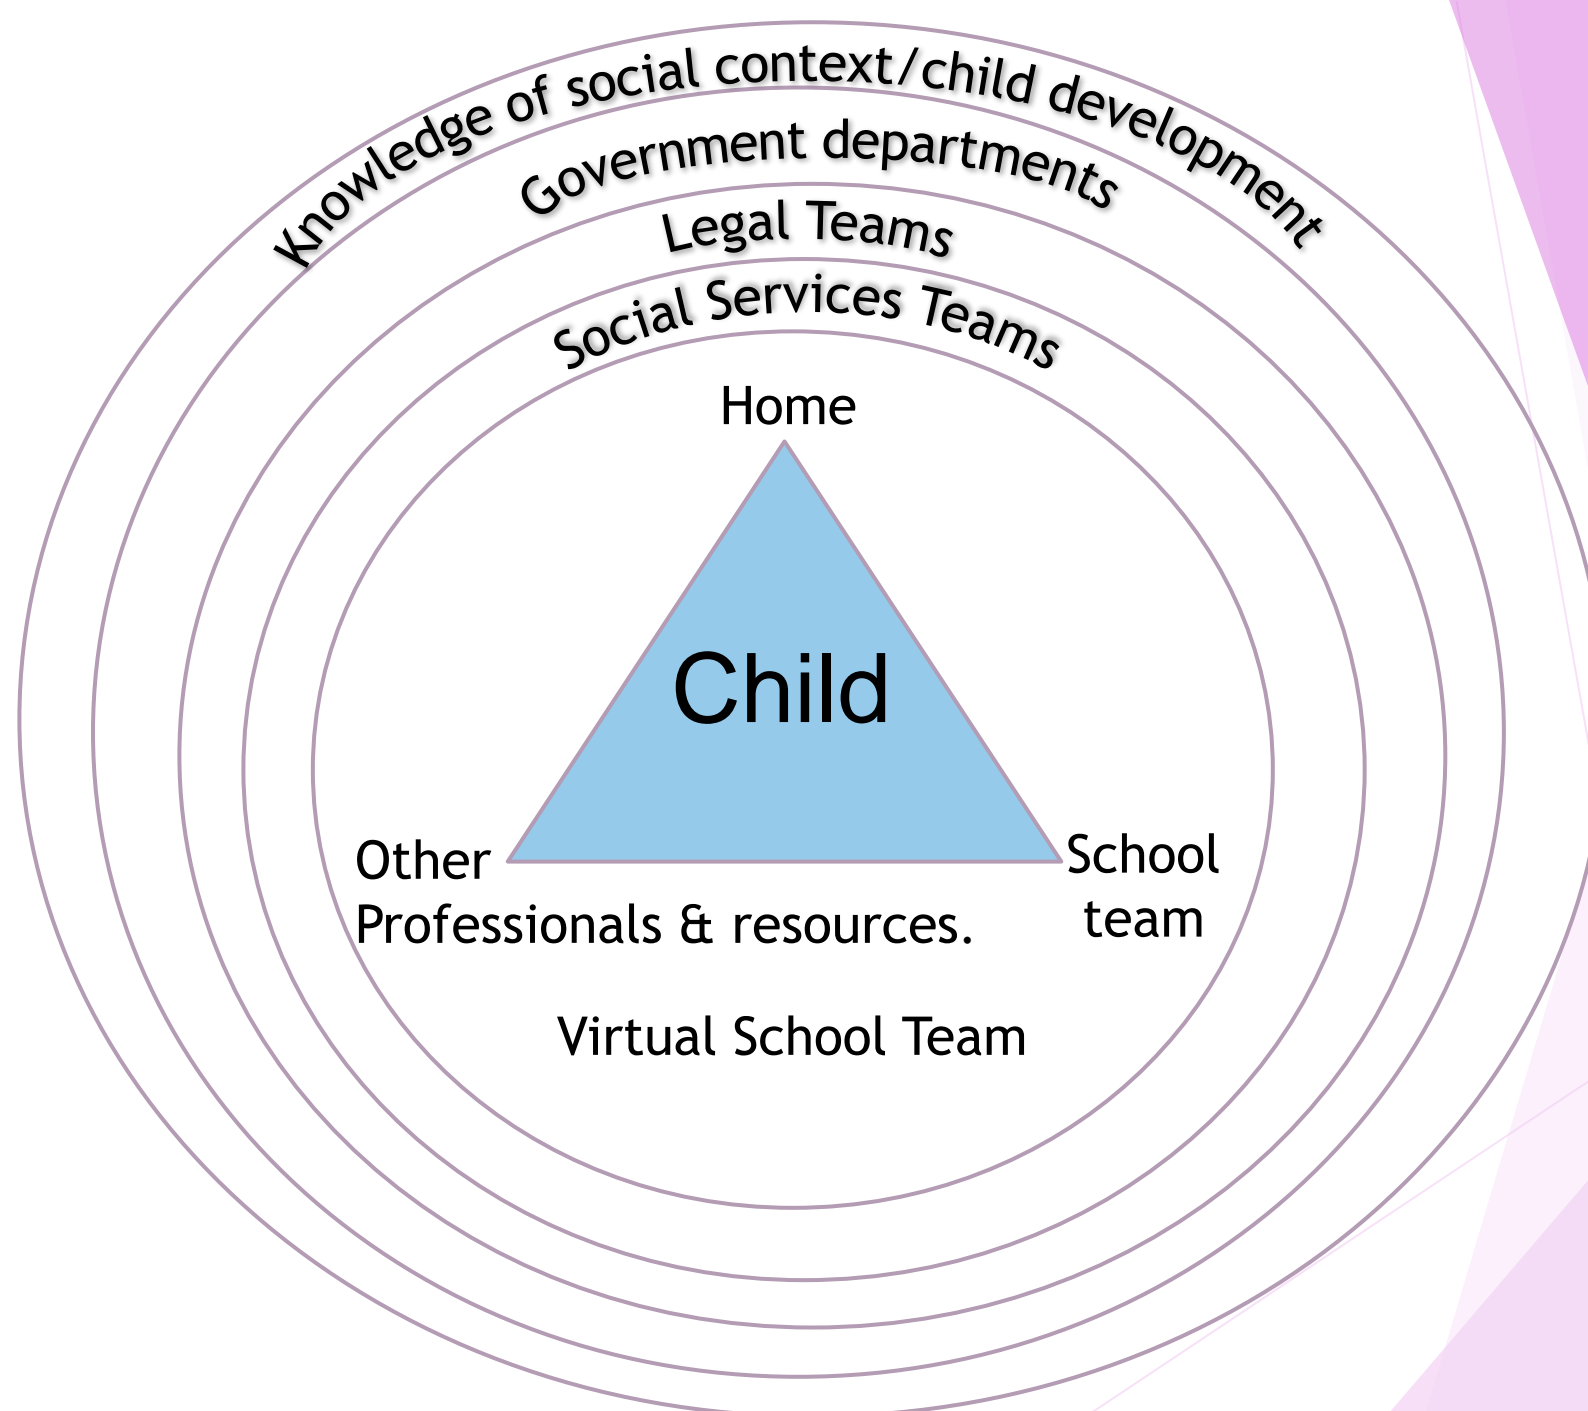 Knowledge of social context/child development
Government departments
Legal Teams
Social Services Teams
Home
Child
Other
Professionals & resources.
School
team
Virtual School Team